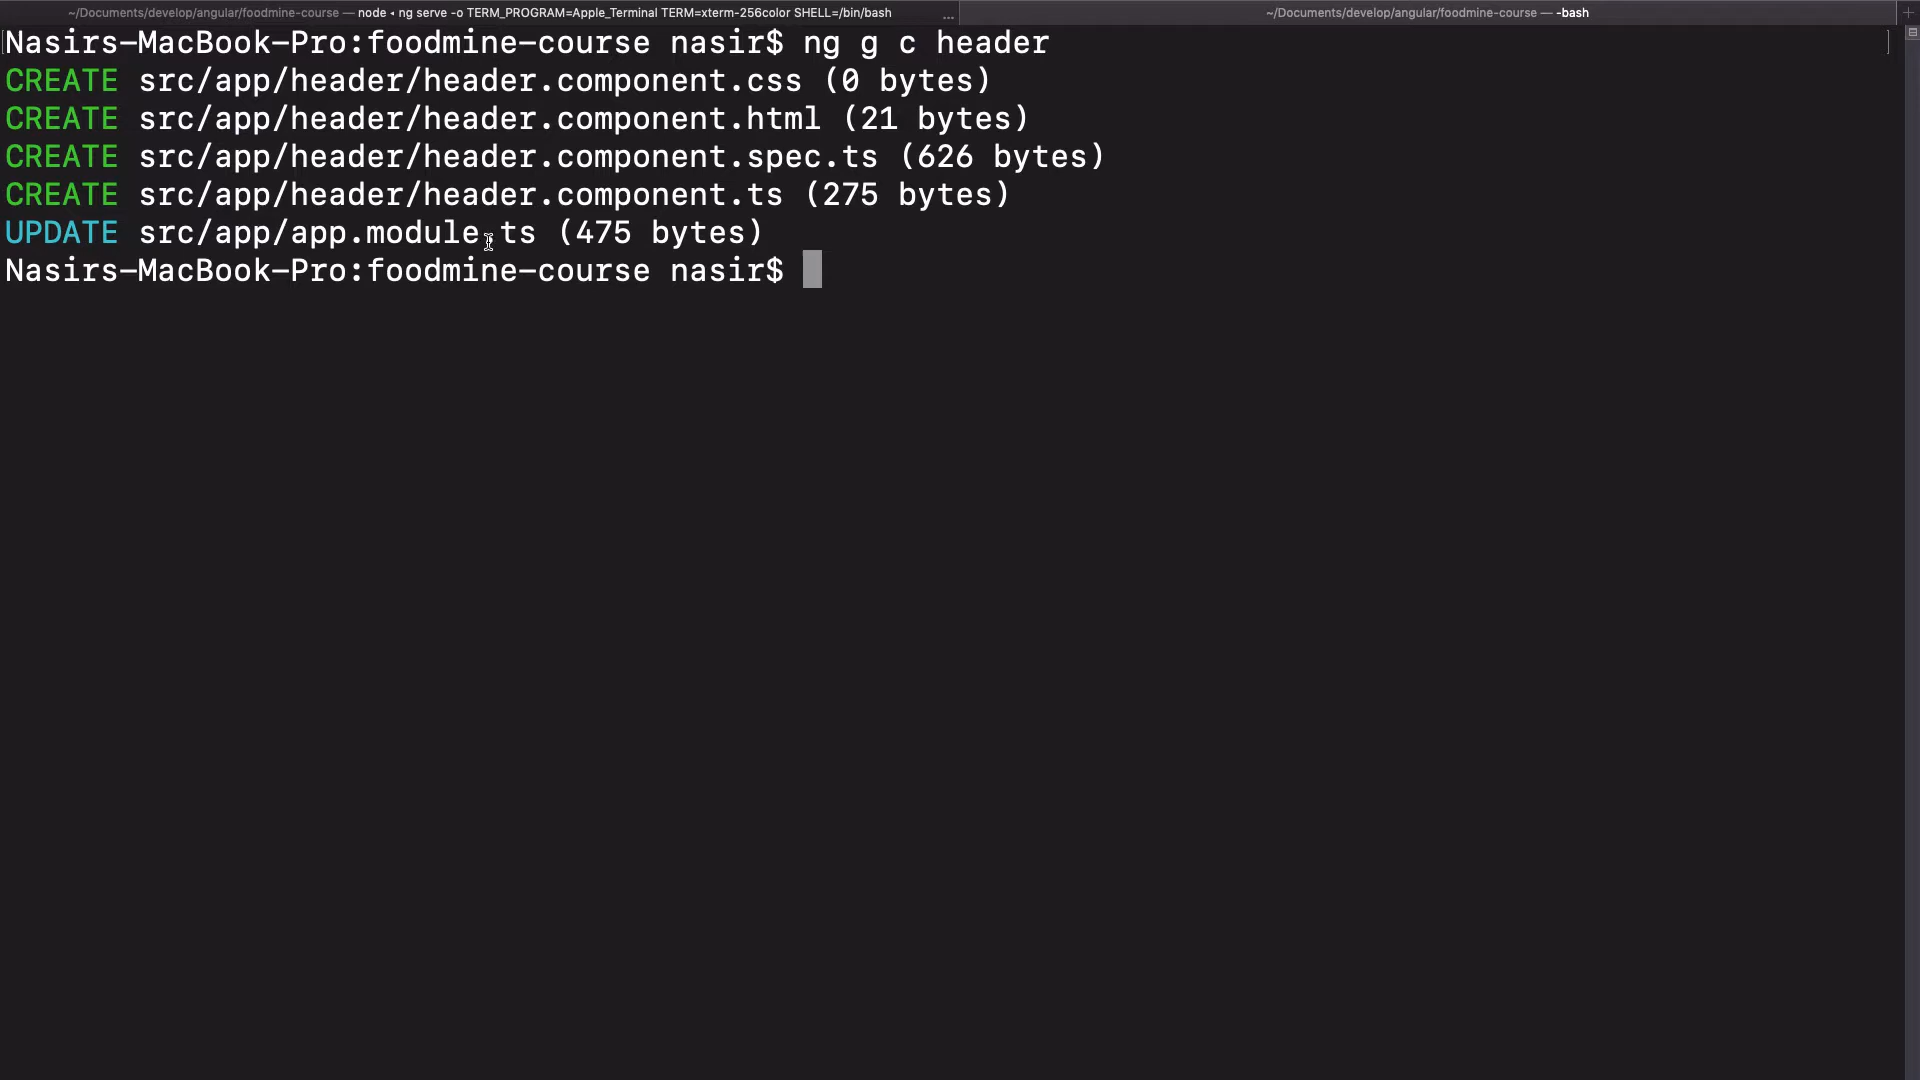 ~/Documents/develop/angular/foodmine-course — node ◂ ng serve -o TERM_PROGRAM=Apple_Terminal TERM=xterm-256color SHELL=/bin/bash ... ~/Documents/develop/angular/foodmine-course — -bash
Nasirs-MacBook-Pro:foodmine-course nasir$ ng g c header
CREATE src/app/header/header.component.css (0 bytes)
CREATE src/app/header/header.component.html (21 bytes)
CREATE src/app/header/header.component.spec.ts (626 bytes)
CREATE src/app/header/header.component.ts (275 bytes)
UPDATE src/app/app.module.ts (475 bytes)
Nasirs-MacBook-Pro:foodmine-course nasir$